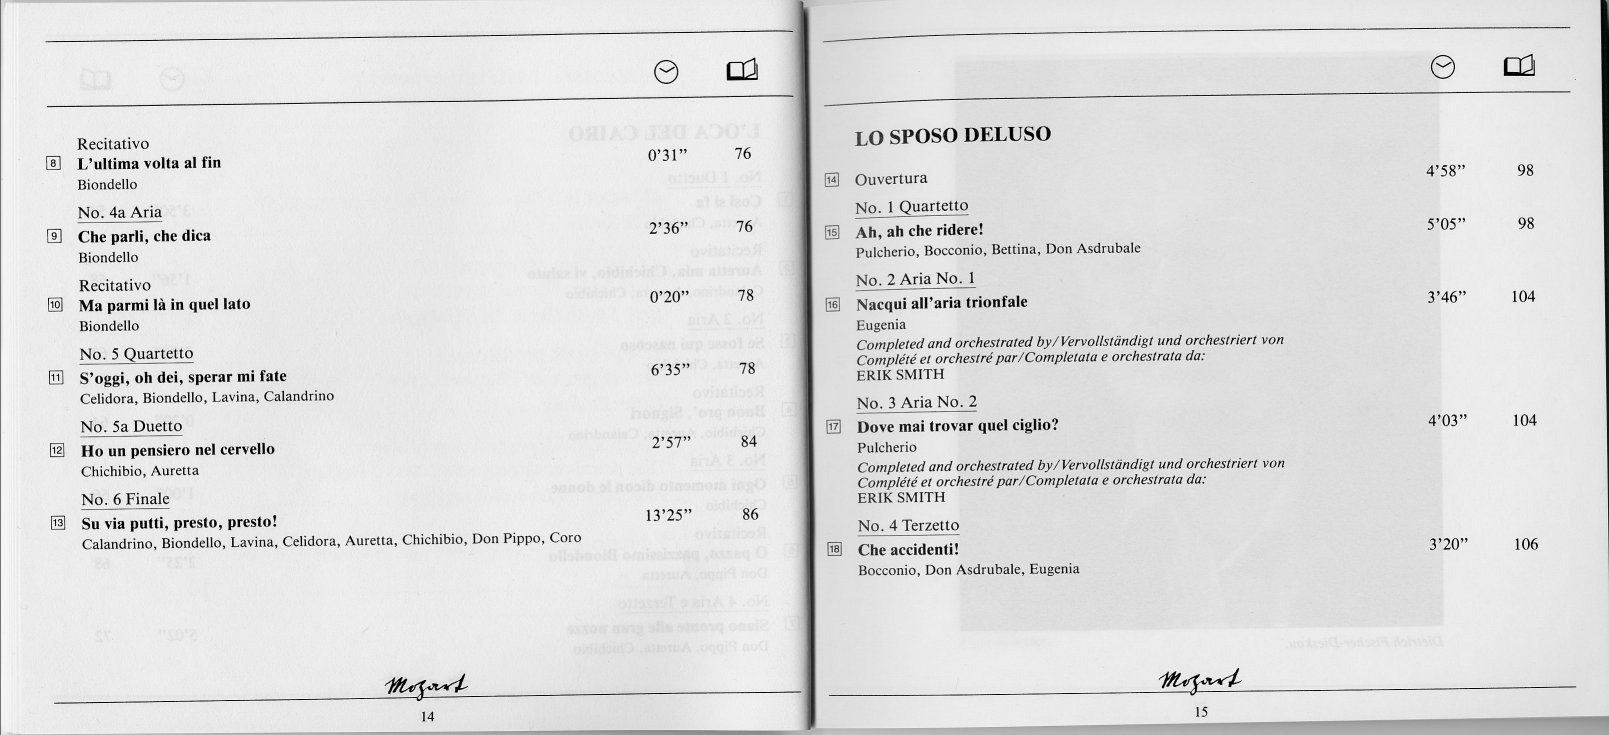 Recitativo
8 L'ultima volta al fin 0'31" 76
Biondello
No. 4a Aria
9 Che parli, che dica 2'36" 76
Biondello
Recitativo
10 Ma parmi là in quel lato 0'20" 78
Biondello
No. 5 Quartetto
11 S'oggi, oh dei, sperar mi fate 6'35" 78
Celidora, Biondello, Lavina, Calandrino
No. 5a Duetto
12 Ho un pensiero nel cervello 2'57" 84
Chichibio, Auretta
No. 6 Finale
13 Su via putti, presto, presto! 13'25" 86
Calandrino, Biondello, Lavina, Celidora, Auretta, Chichibio, Don Pippo, Coro
Mozart
14
LO SPOSO DELUSO
14 Ouvertura 4'58" 98
No. 1 Quartetto
15 Ah, ah che ridere! 5'05" 98
Pulcherio, Bocconio, Bettina, Don Asdrubale
No. 2 Aria No. 1
16 Nacqui all'aria trionfale 3'46" 104
Eugenia
Completed and orchestrated by/Vervollständigt und orchestriert von
Complété et orchestré par/Completata e orchestrata da:
ERIK SMITH
No. 3 Aria No. 2
17 Dove mai trovar quel ciglio? 4'03" 104
Pulcherio
Completed and orchestrated by/Vervollständigt und orchestriert von
Complété et orchestré par/Completata e orchestrata da:
ERIK SMITH
No. 4 Terzetto
18 Che accidenti! 3'20" 106
Bocconio, Don Asdrubale, Eugenia
Mozart
15